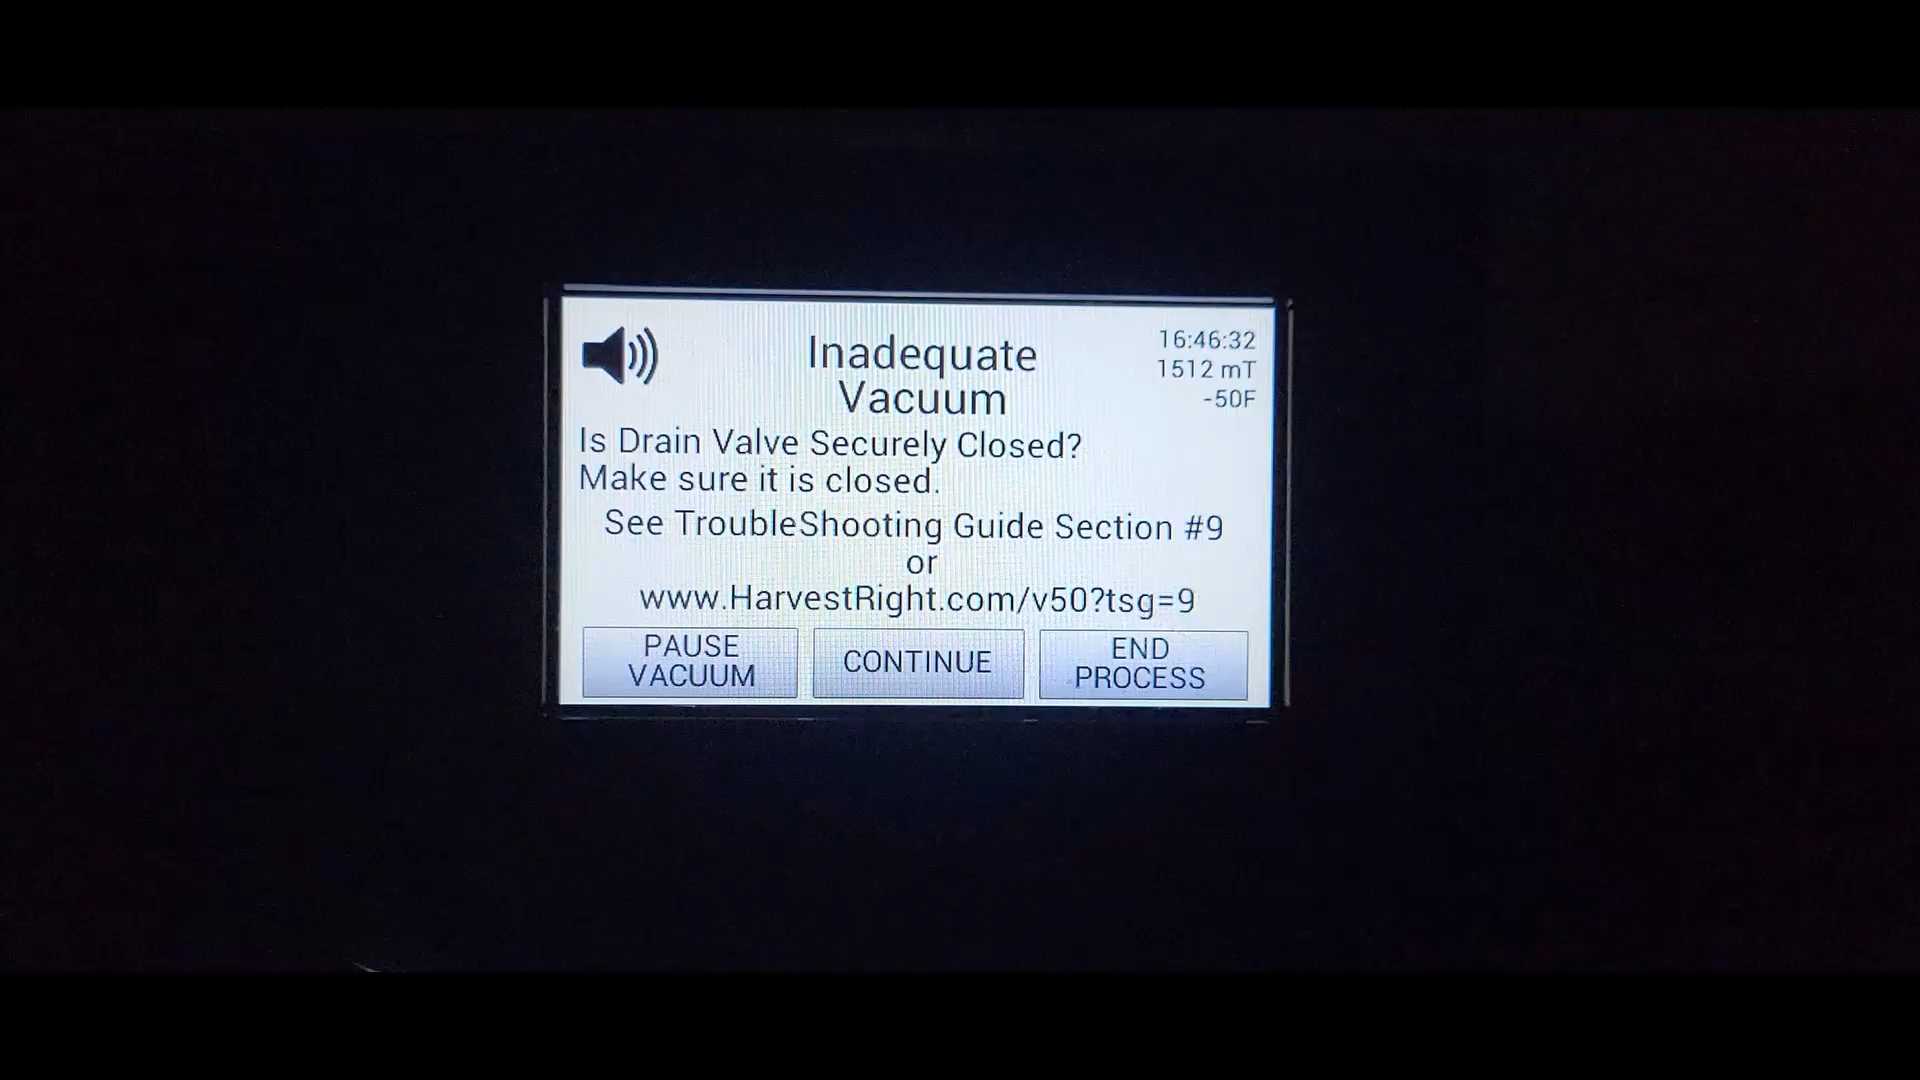 Inadequate
Vacuum
16:46:32
1512 mT
-50F
Is Drain Valve Securely Closed?
Make sure it is closed.
See TroubleShooting Guide Section #9
or
www.HarvestRight.com/v50?tsg=9
PAUSE
VACUUM
CONTINUE
END
PROCESS